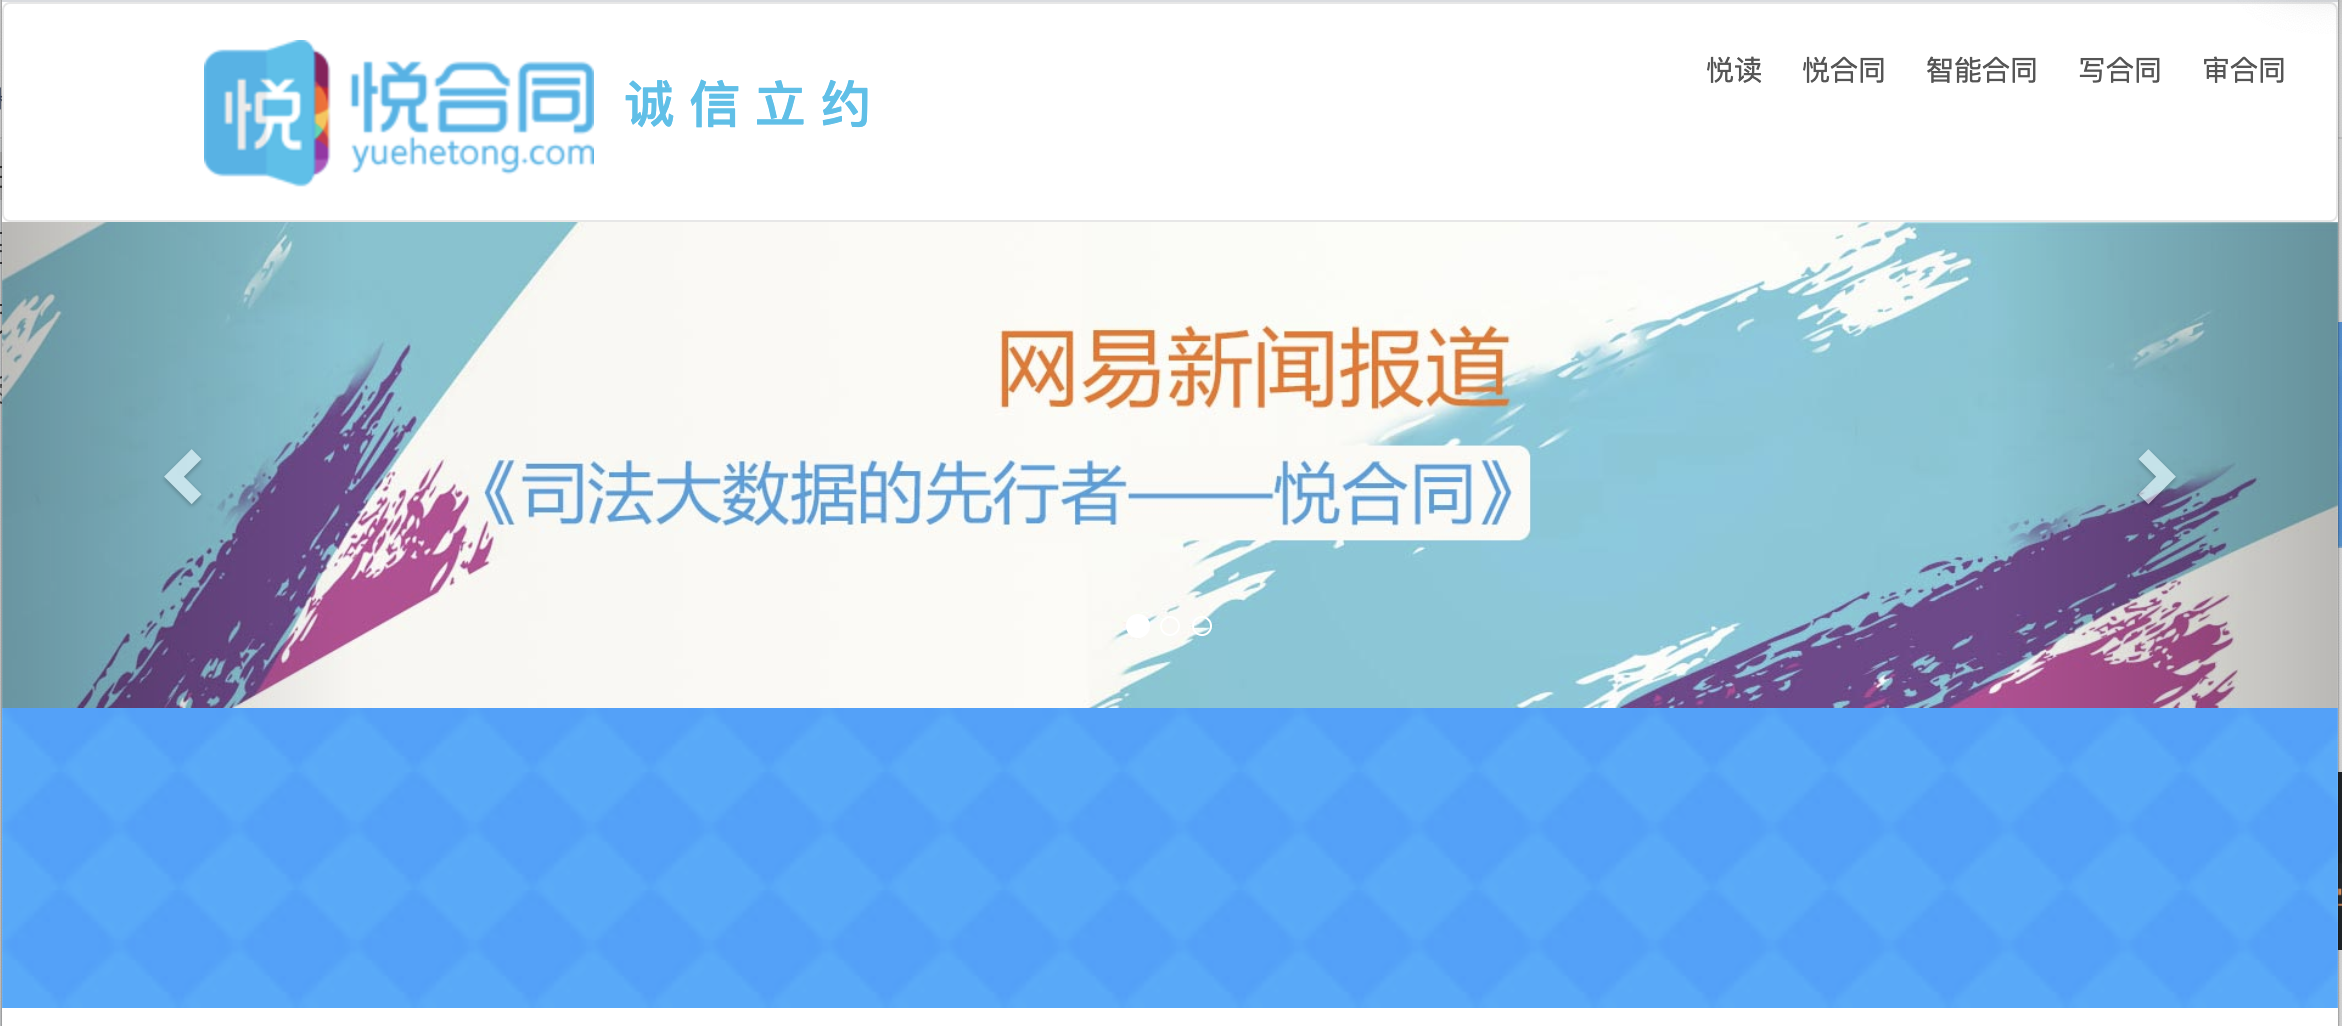 悦 悦合同 诚信立约
yuehetong.com
悦读 悦合同 智能合同 写合同 审合同
网易新闻报道
《司法大数据的先行者——悦合同》